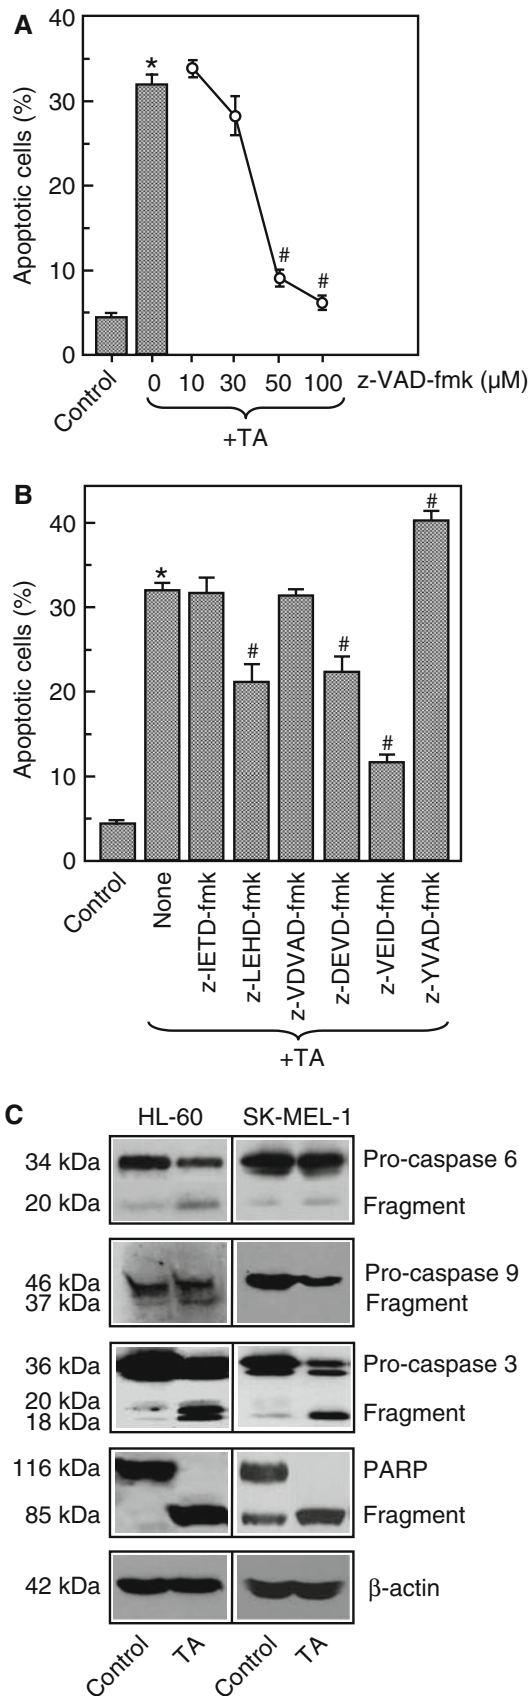 A
Apoptotic cells (%)
40
30
20
10
0
*
#
#
Control
0 10 30 50 100 z-VAD-fmk (µM)
+TA
B
Apoptotic cells (%)
40
30
20
10
0
*
#
#
#
#
Control
None
z-IETD-fmk
z-LEHD-fmk
z-VDVAD-fmk
z-DEVD-fmk
z-VEID-fmk
z-YVAD-fmk
+TA
C
HL-60 SK-MEL-1
34 kDa Pro-caspase 6
20 kDa Fragment
46 kDa Pro-caspase 9
37 kDa Fragment
36 kDa Pro-caspase 3
20 kDa
18 kDa Fragment
116 kDa PARP
85 kDa Fragment
42 kDa β-actin
Control TA Control TA